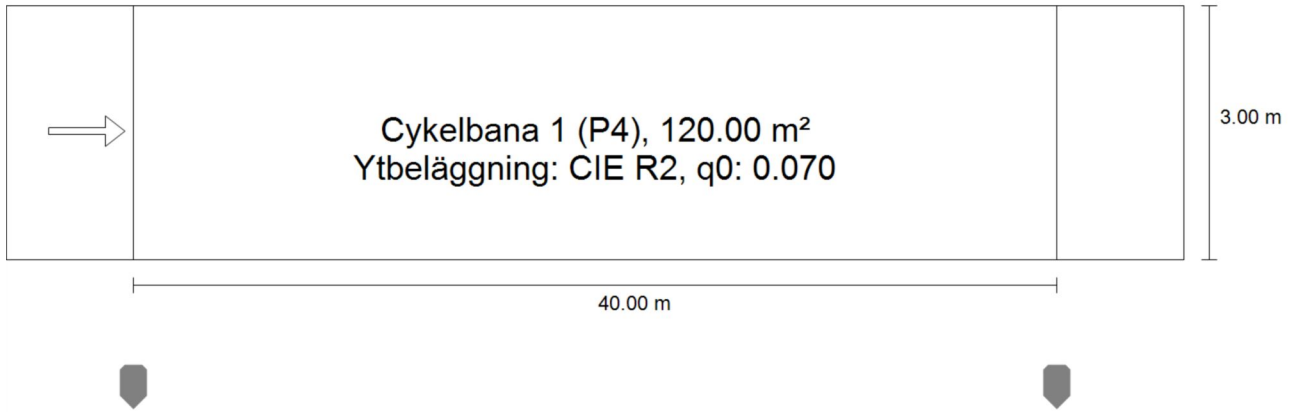 Cykelbana 1 (P4), 120.00 m²
Ytbeläggning: CIE R2, q0: 0.070
3.00 m
40.00 m